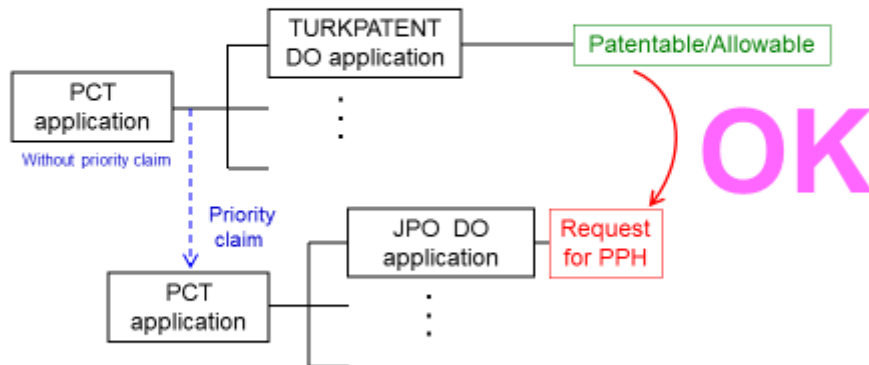 TURKPATENT
DO application
Patentable/Allowable
PCT
application
Without priority claim
OK
Priority
claim
JPO DO
application
Request
for PPH
PCT
application